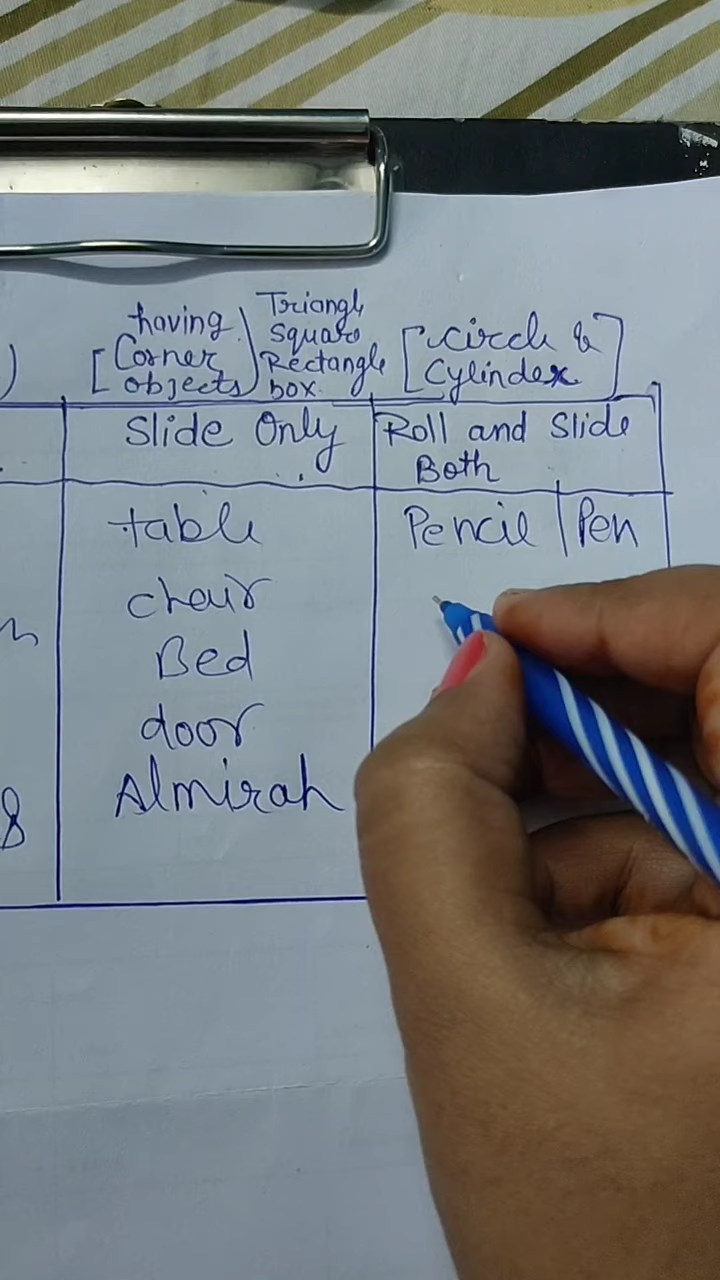 having
Corner
objects
Triangle
Square
Rectangle
box.
[circle &
Cylinder]
)
Slide Only
Roll and Slide
Both
table
Pencil | Pen
chair
Bed
door
Almirah